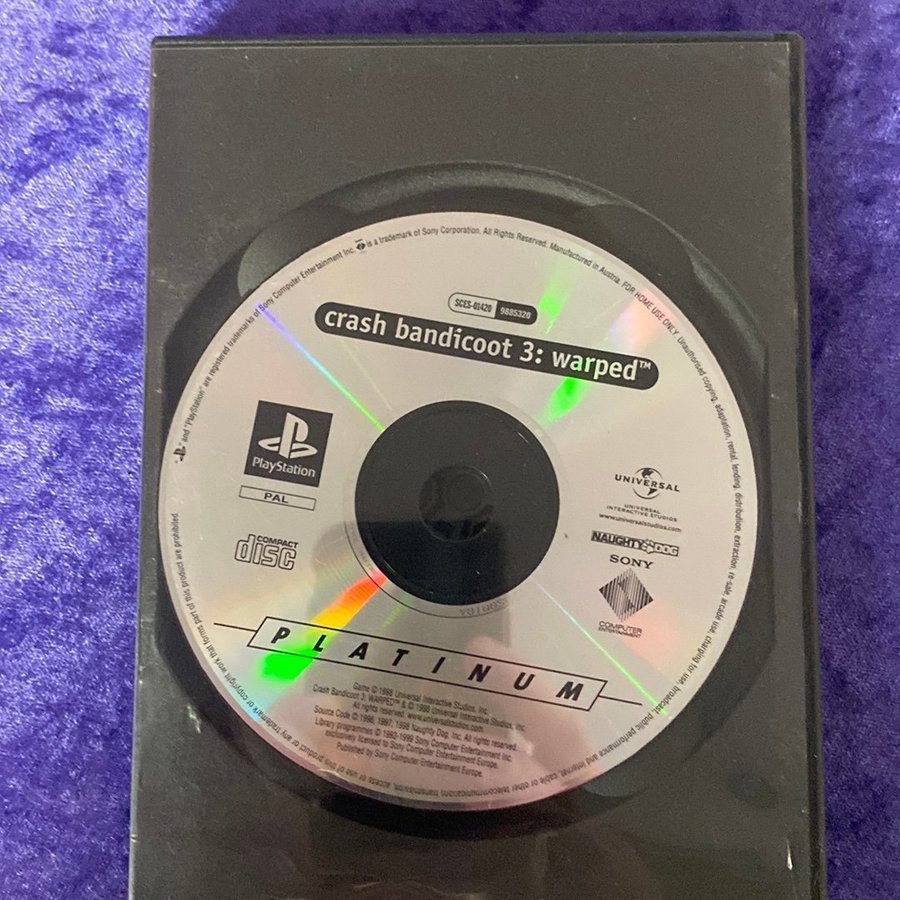 SCES-01420 9885320
crash bandicoot 3: warped™
PlayStation
PAL
COMPACT
disc
UNIVERSAL
UNIVERSAL
INTERACTIVE STUDIOS
www.universalstudios.com
NAUGHTY DOG
SONY
COMPUTER
ENTERTAINMENT
PLATINUM
Game © 1998 Universal Interactive Studios, Inc.
Crash Bandicoot 3: WARPED™ & © 1998 Universal Interactive Studios, Inc.
All rights reserved. www.universalstudios.com
Source Code © 1996, 1997, 1998 Naughty Dog, Inc. All rights reserved.
Library programmes © 1993-1999 Sony Computer Entertainment Inc.
exclusively licensed to Sony Computer Entertainment Europe.
Published by Sony Computer Entertainment Europe.
and "PlayStation" are registered trademarks of Sony Computer Entertainment Inc. is a trademark of Sony Corporation. All Rights Reserved. Manufactured in Austria. FOR HOME USE ONLY. Unauthorised copying, adaptation, rental, lending, distribution, extraction, re-sale, arcade use, charging for use, broadcast, public performance and internet, cable or other telecommunications transmission, access or use of this product or any trademark or copyright work that forms part of this product are prohibited.